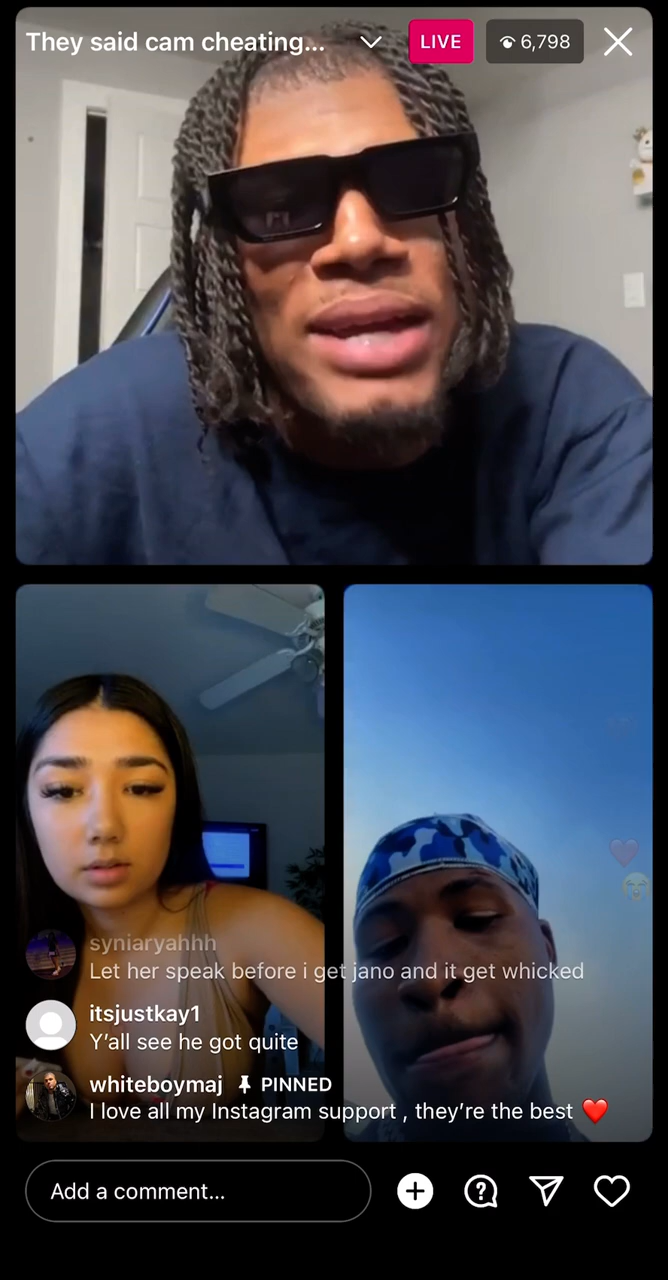 They said cam cheating...
LIVE
6,798
syniaryahhh
Let her speak before i get jano and it get whicked
itsjustkay1
Y’all see he got quite
whiteboymaj PINNED
I love all my Instagram support , they’re the best ❤️
Add a comment...